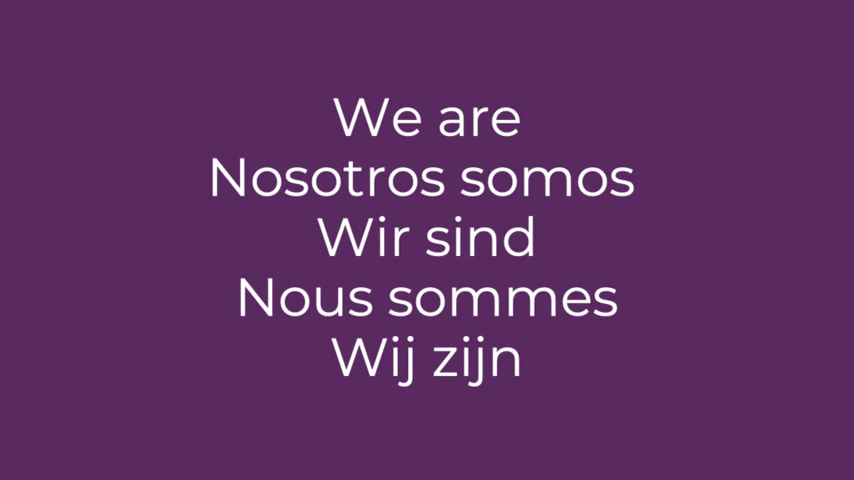 We are
Nosotros somos
Wir sind
Nous sommes
Wij zijn